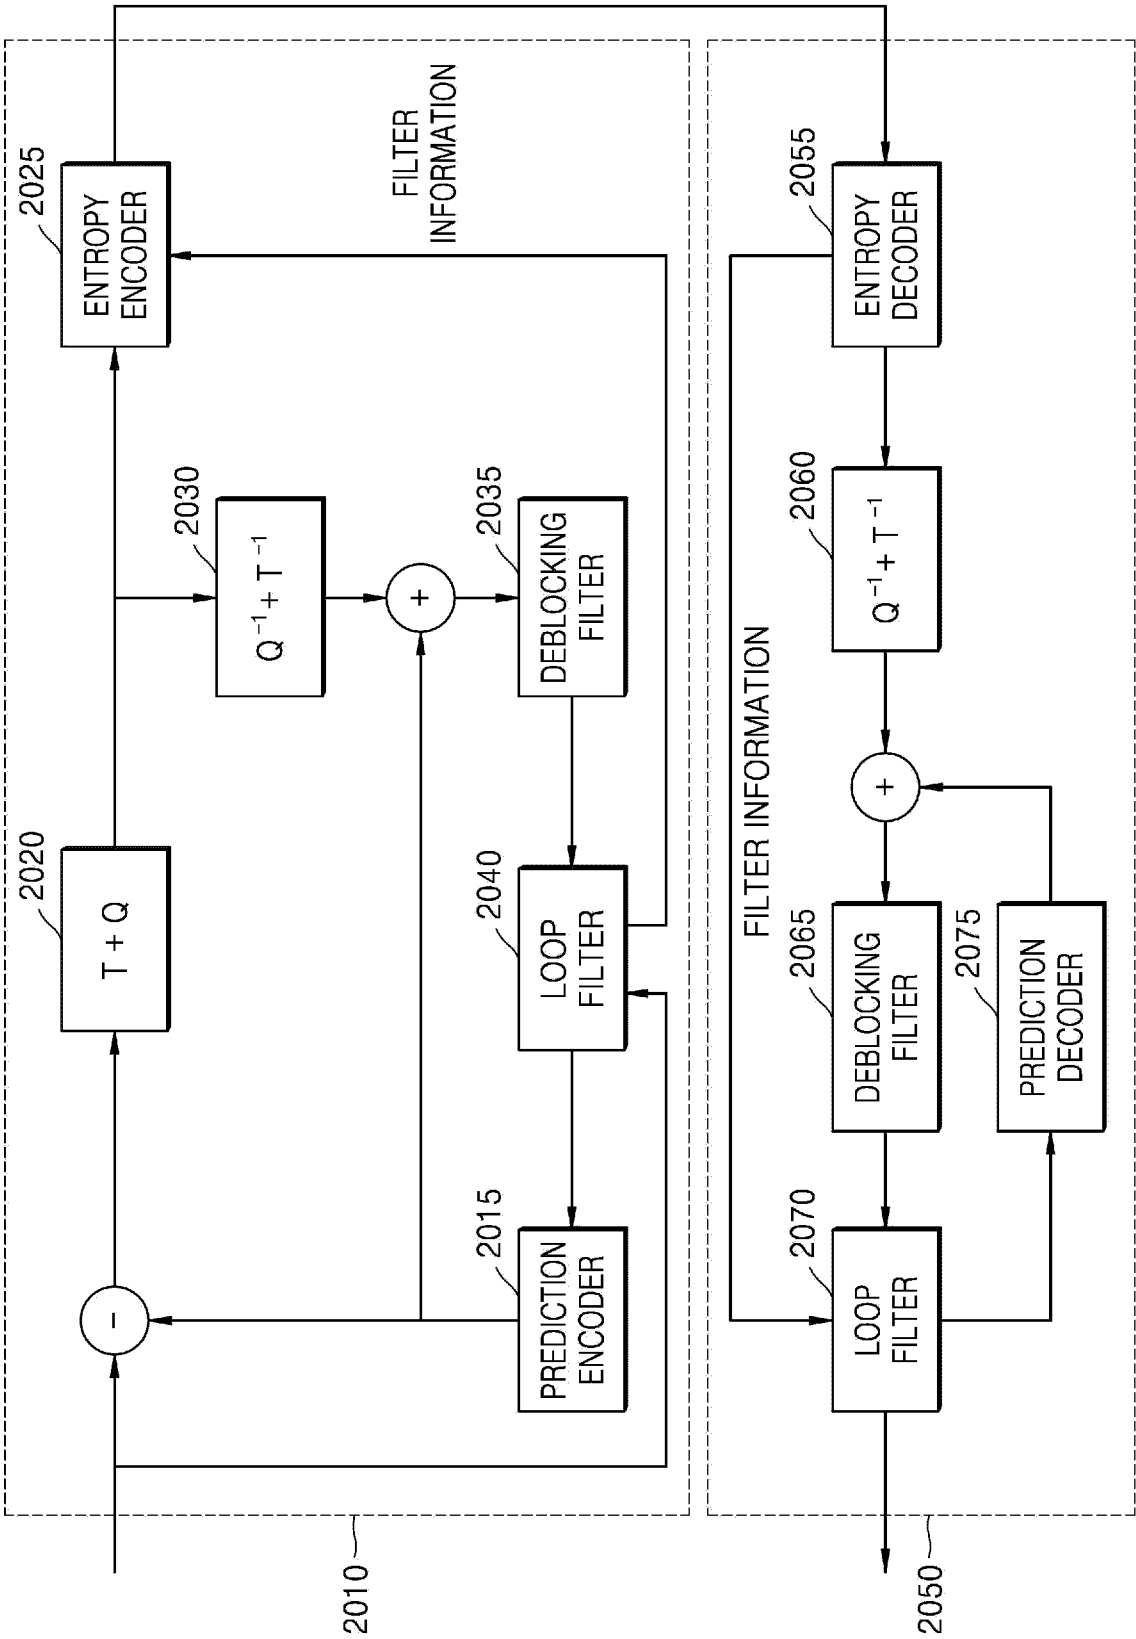 2010
2020
T + Q
2025
ENTROPY
ENCODER
-
2030
Q⁻¹ + T⁻¹
+
FILTER
INFORMATION
2015
PREDICTION
ENCODER
2040
LOOP
FILTER
2035
DEBLOCKING
FILTER
2050
FILTER INFORMATION
2070
LOOP
FILTER
2065
DEBLOCKING
FILTER
+
2060
Q⁻¹ + T⁻¹
2055
ENTROPY
DECODER
2075
PREDICTION
DECODER